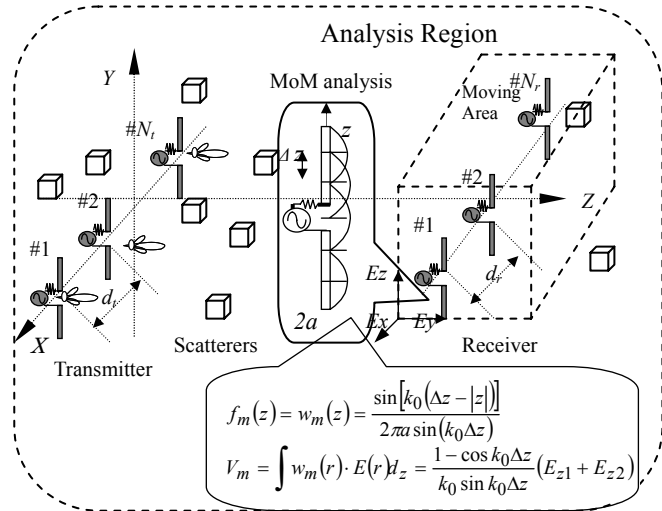 Analysis Region
Y
MoM analysis
Moving
Area
#N_r
z
#N_t
Δz
#2
#2
Z
#1
#1
d_t
d_r
Ez
2a
Ex
Ey
X
Transmitter
Scatterers
Receiver
f_m(z) = w_m(z) = sin[k_0(Δz − |z|)] / 2πa sin(k_0Δz)
V_m = ∫ w_m(r) · E(r)d_z = 1 − cos k_0Δz / k_0 sin k_0Δz (E_z1 + E_z2)